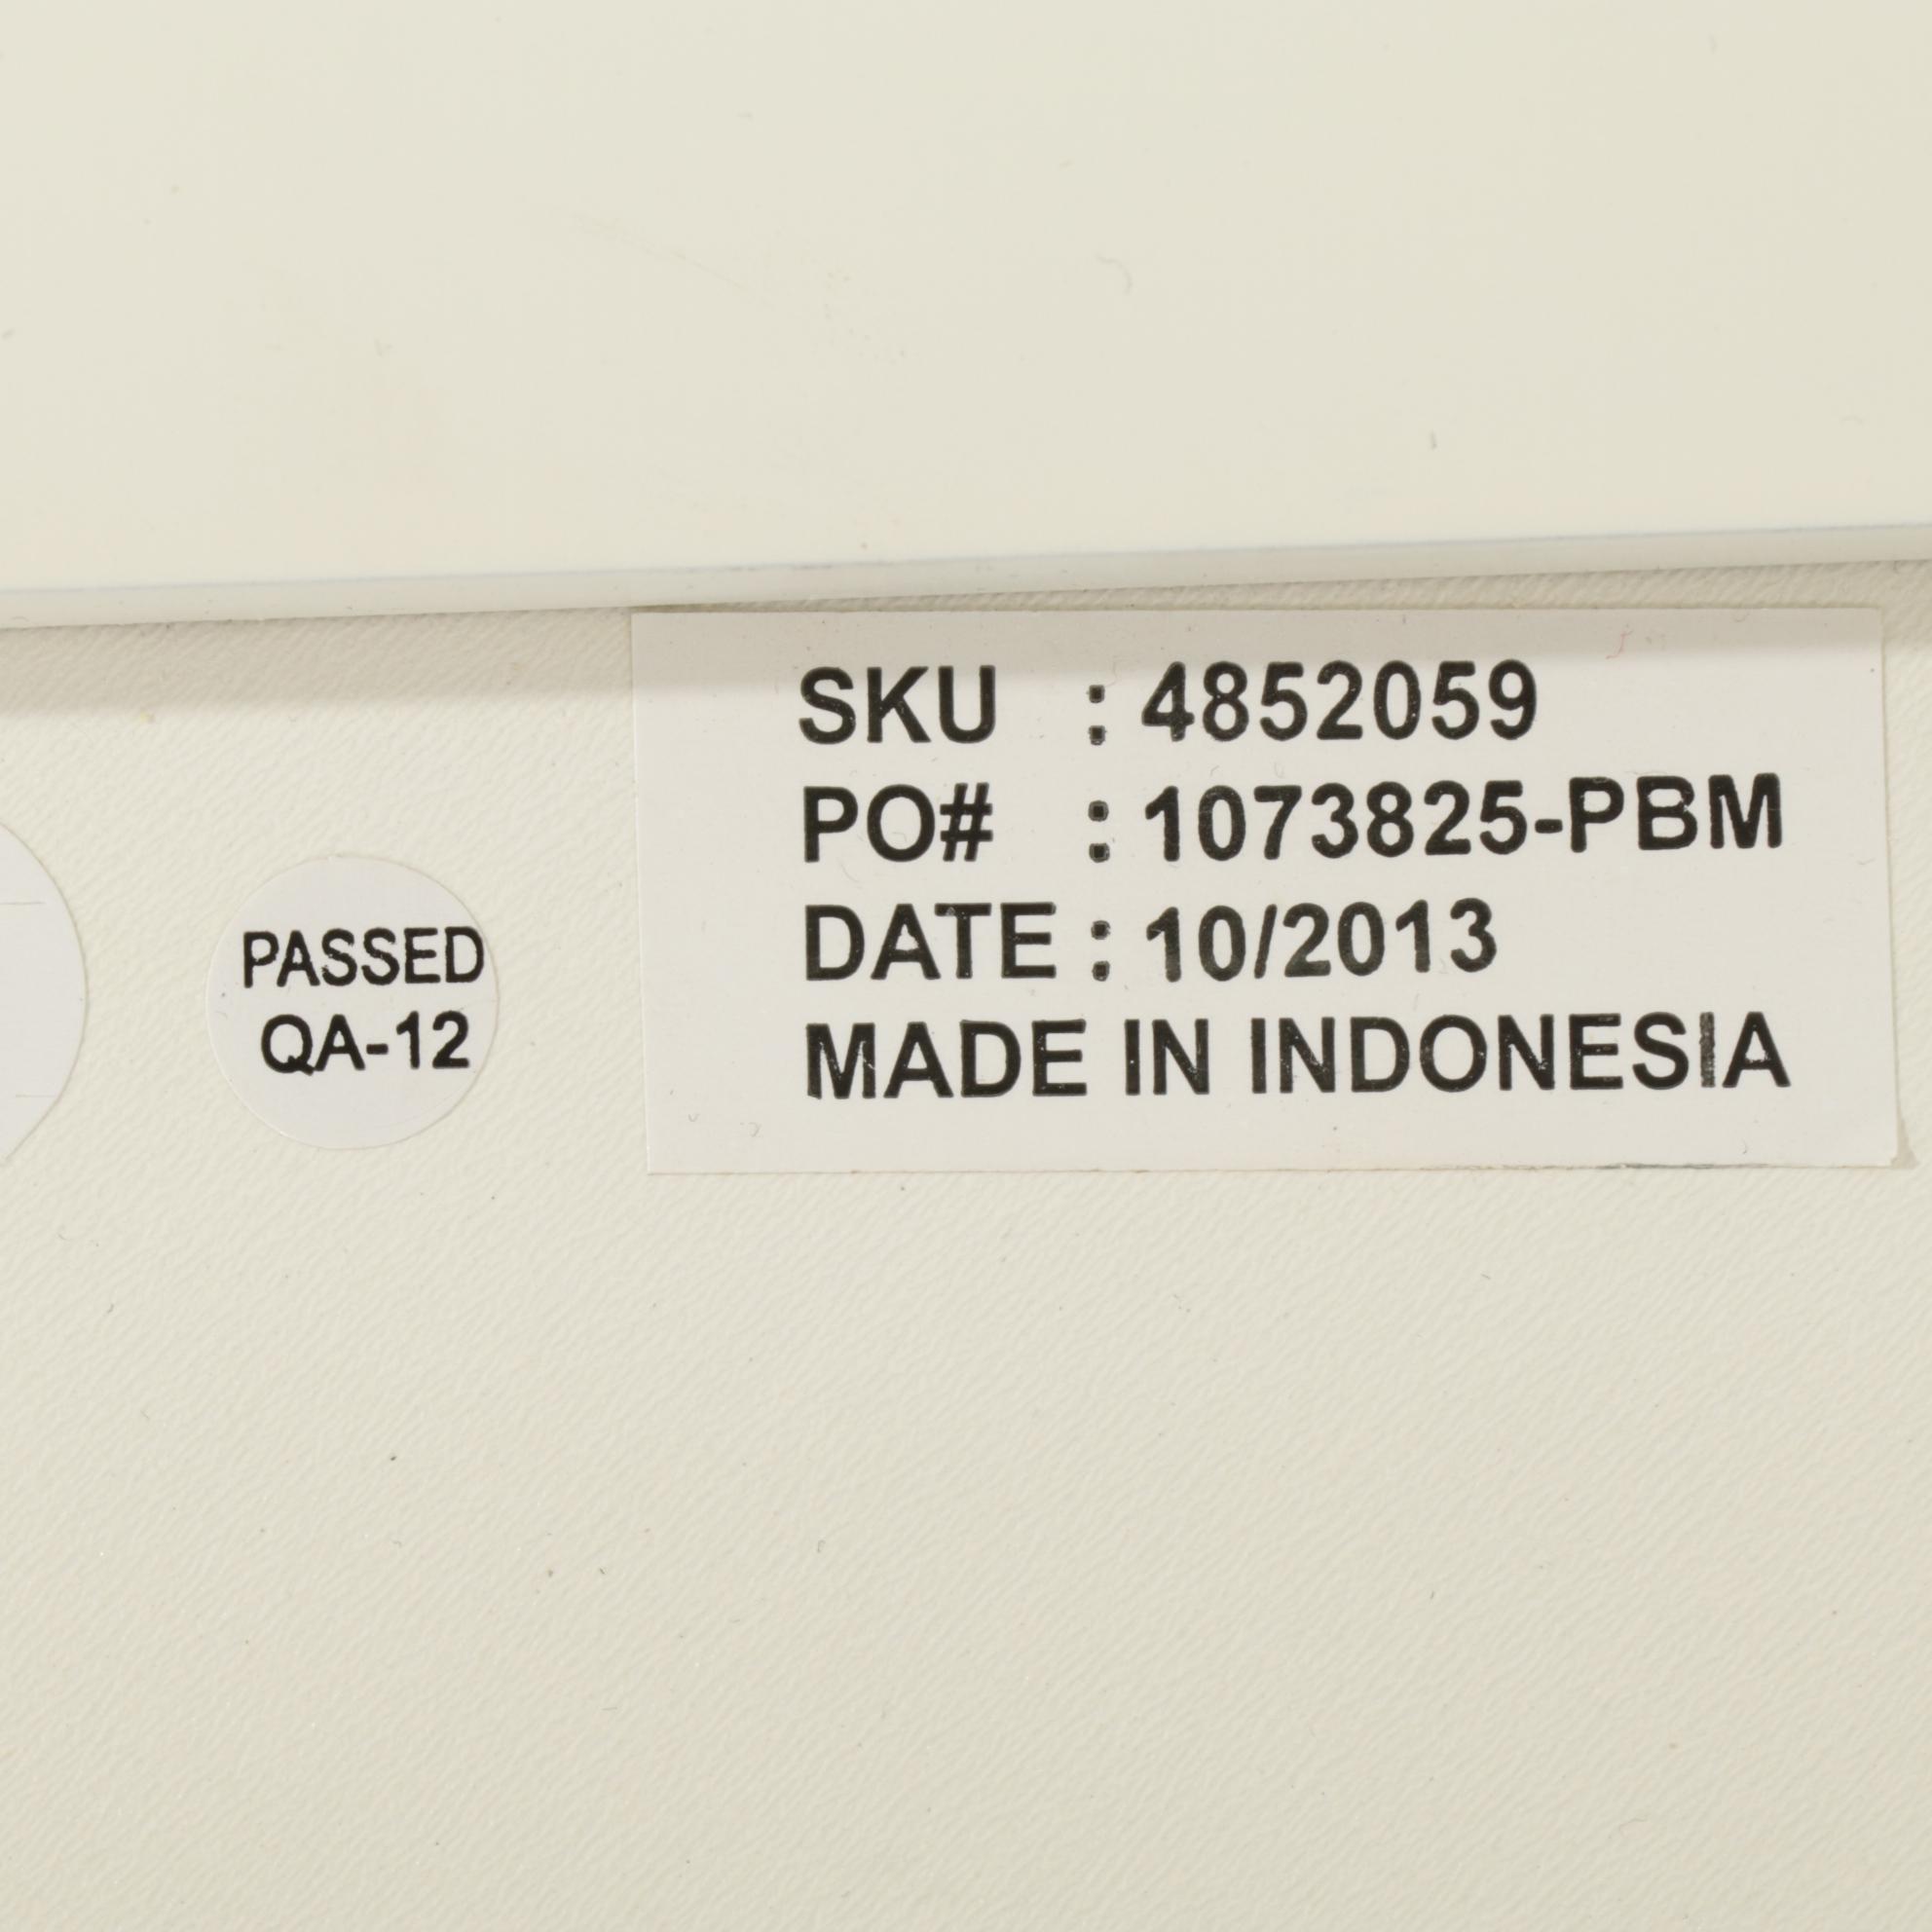 SKU : 4852059
PO# : 1073825-PBM
DATE : 10/2013
MADE IN INDONESIA
PASSED
QA-12